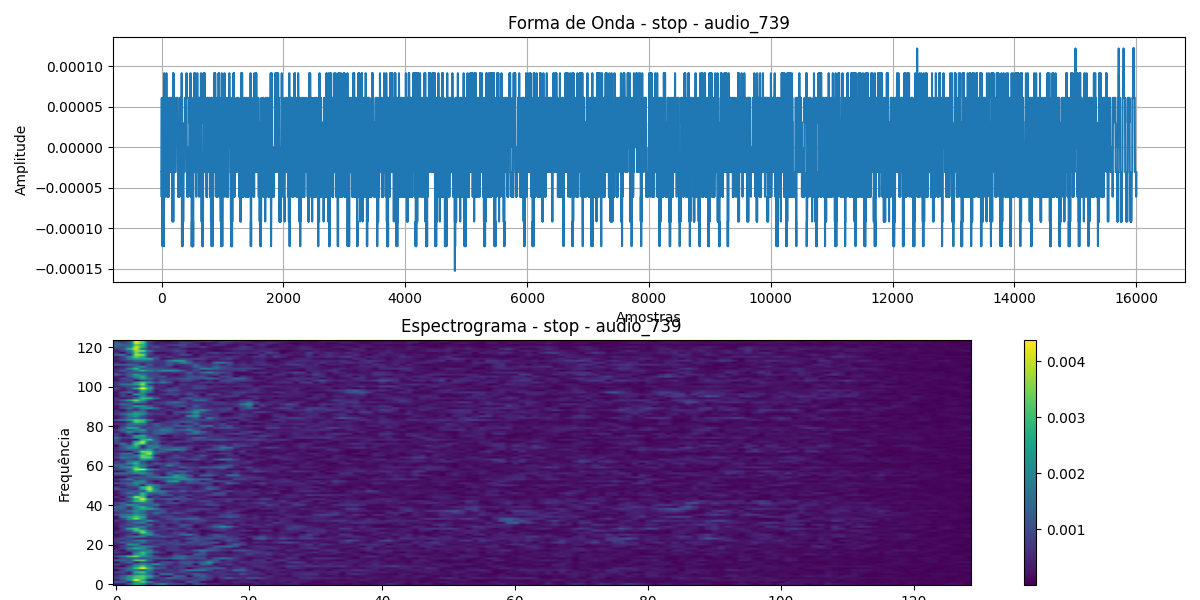 Forma de Onda - stop - audio_739
0.00010
0.00005
0.00000
−0.00005
−0.00010
−0.00015
Amplitude
0 2000 4000 6000 8000 10000 12000 14000 16000
Amostras
Espectrograma - stop - audio_739
120
100
80
60
40
20
0
Frequência
0 20 40 60 80 100 120
0.004
0.003
0.002
0.001